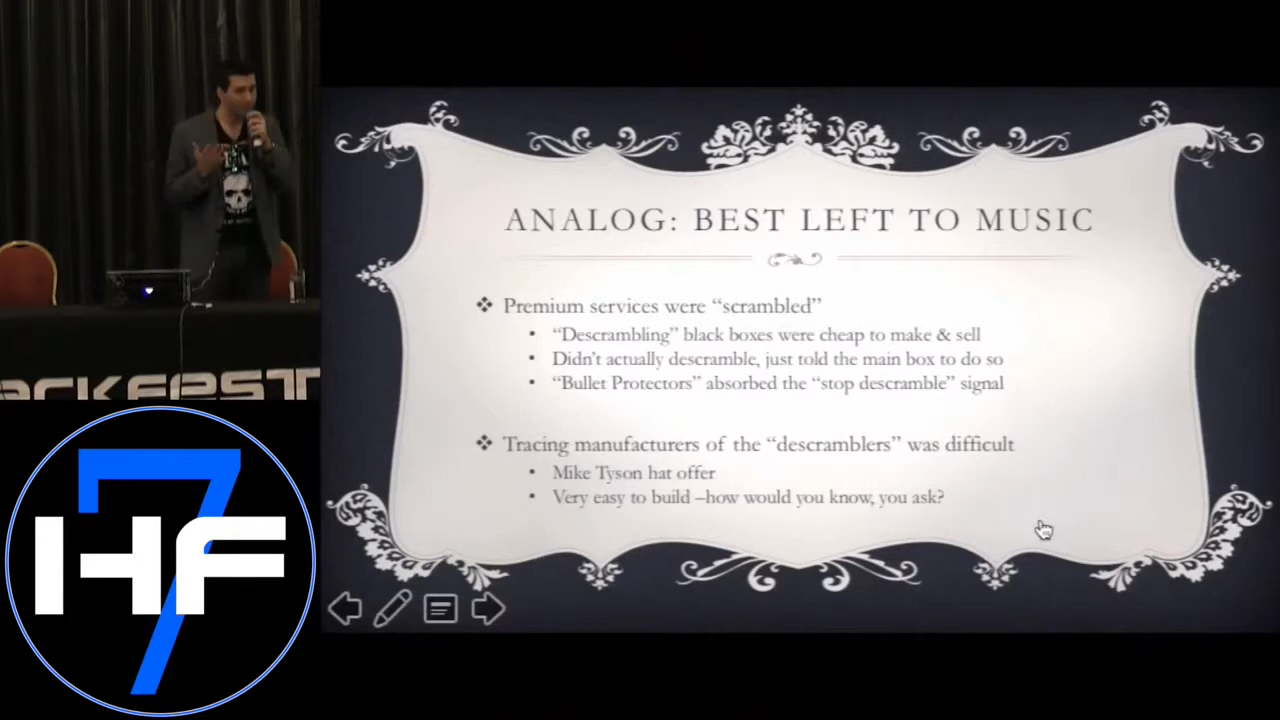 ANALOG: BEST LEFT TO MUSIC
❖ Premium services were “scrambled”
• “Descrambling” black boxes were cheap to make & sell
• Didn’t actually descramble, just told the main box to do so
• “Bullet Protectors” absorbed the “stop descramble” signal
❖ Tracing manufacturers of the “descramblers” was difficult
• Mike Tyson hat offer
• Very easy to build –how would you know, you ask?
ACKFEST
HF
7